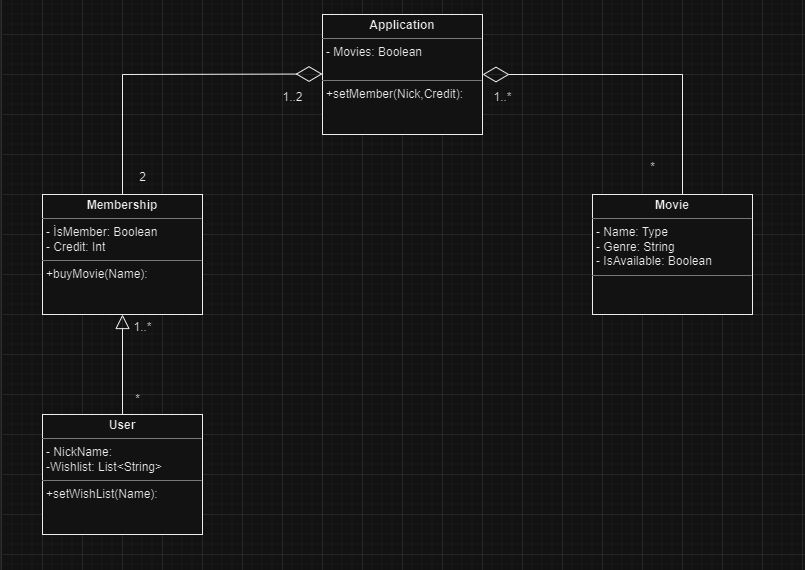 Application
- Movies: Boolean
+setMember(Nick,Credit):
1..2
1..*
2
*
Membership
- İsMember: Boolean
- Credit: Int
+buyMovie(Name):
Movie
- Name: Type
- Genre: String
- IsAvailable: Boolean
1..*
*
User
- NickName:
-Wishlist: List<String>
+setWishList(Name):